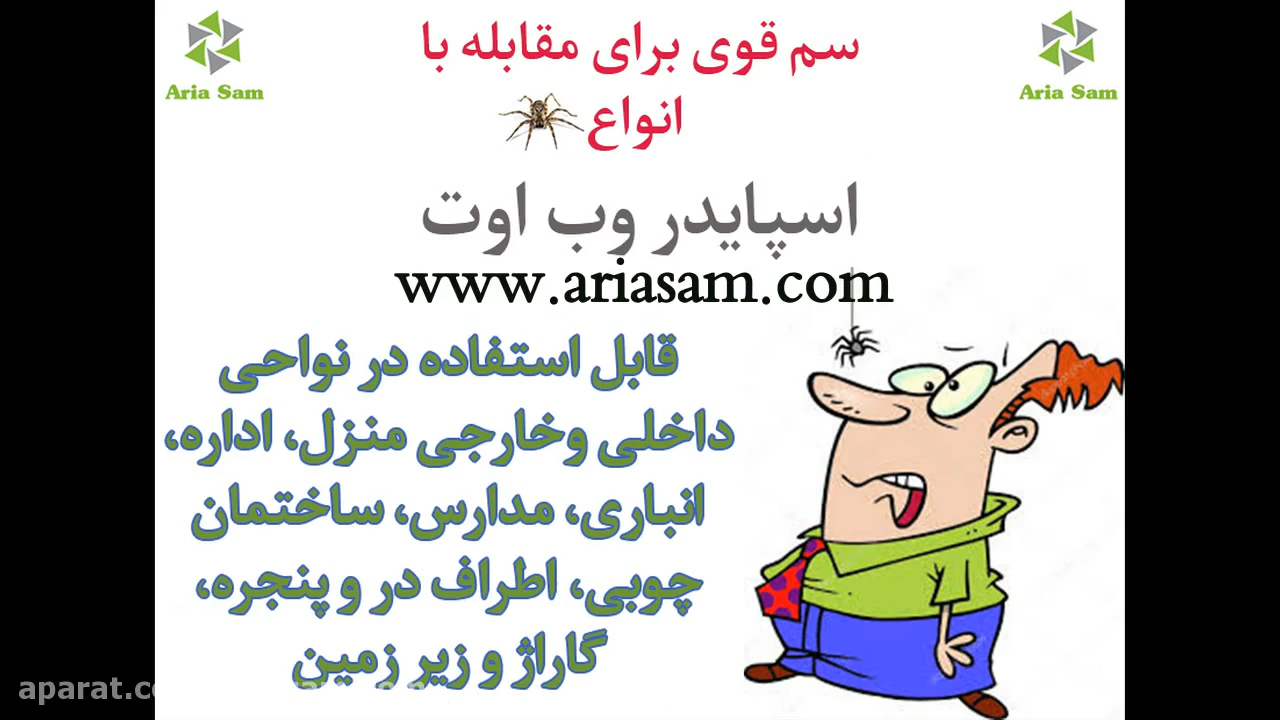 Aria Sam
Aria Sam
سم قوی برای مقابله با
انواع
اسپایدر وب اوت
www.ariasam.com
قابل استفاده در نواحی
داخلی وخارجی منزل، اداره،
انباری، مدارس، ساختمان
چوبی، اطراف در و پنجره،
گاراژ و زیر زمین